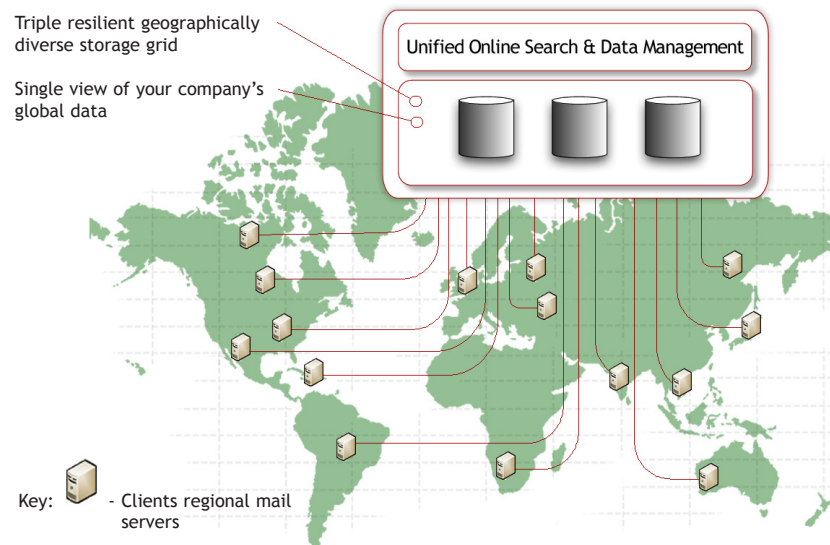 Triple resilient geographically
diverse storage grid
Single view of your company’s
global data
Unified Online Search & Data Management
Key:
- Clients regional mail
servers